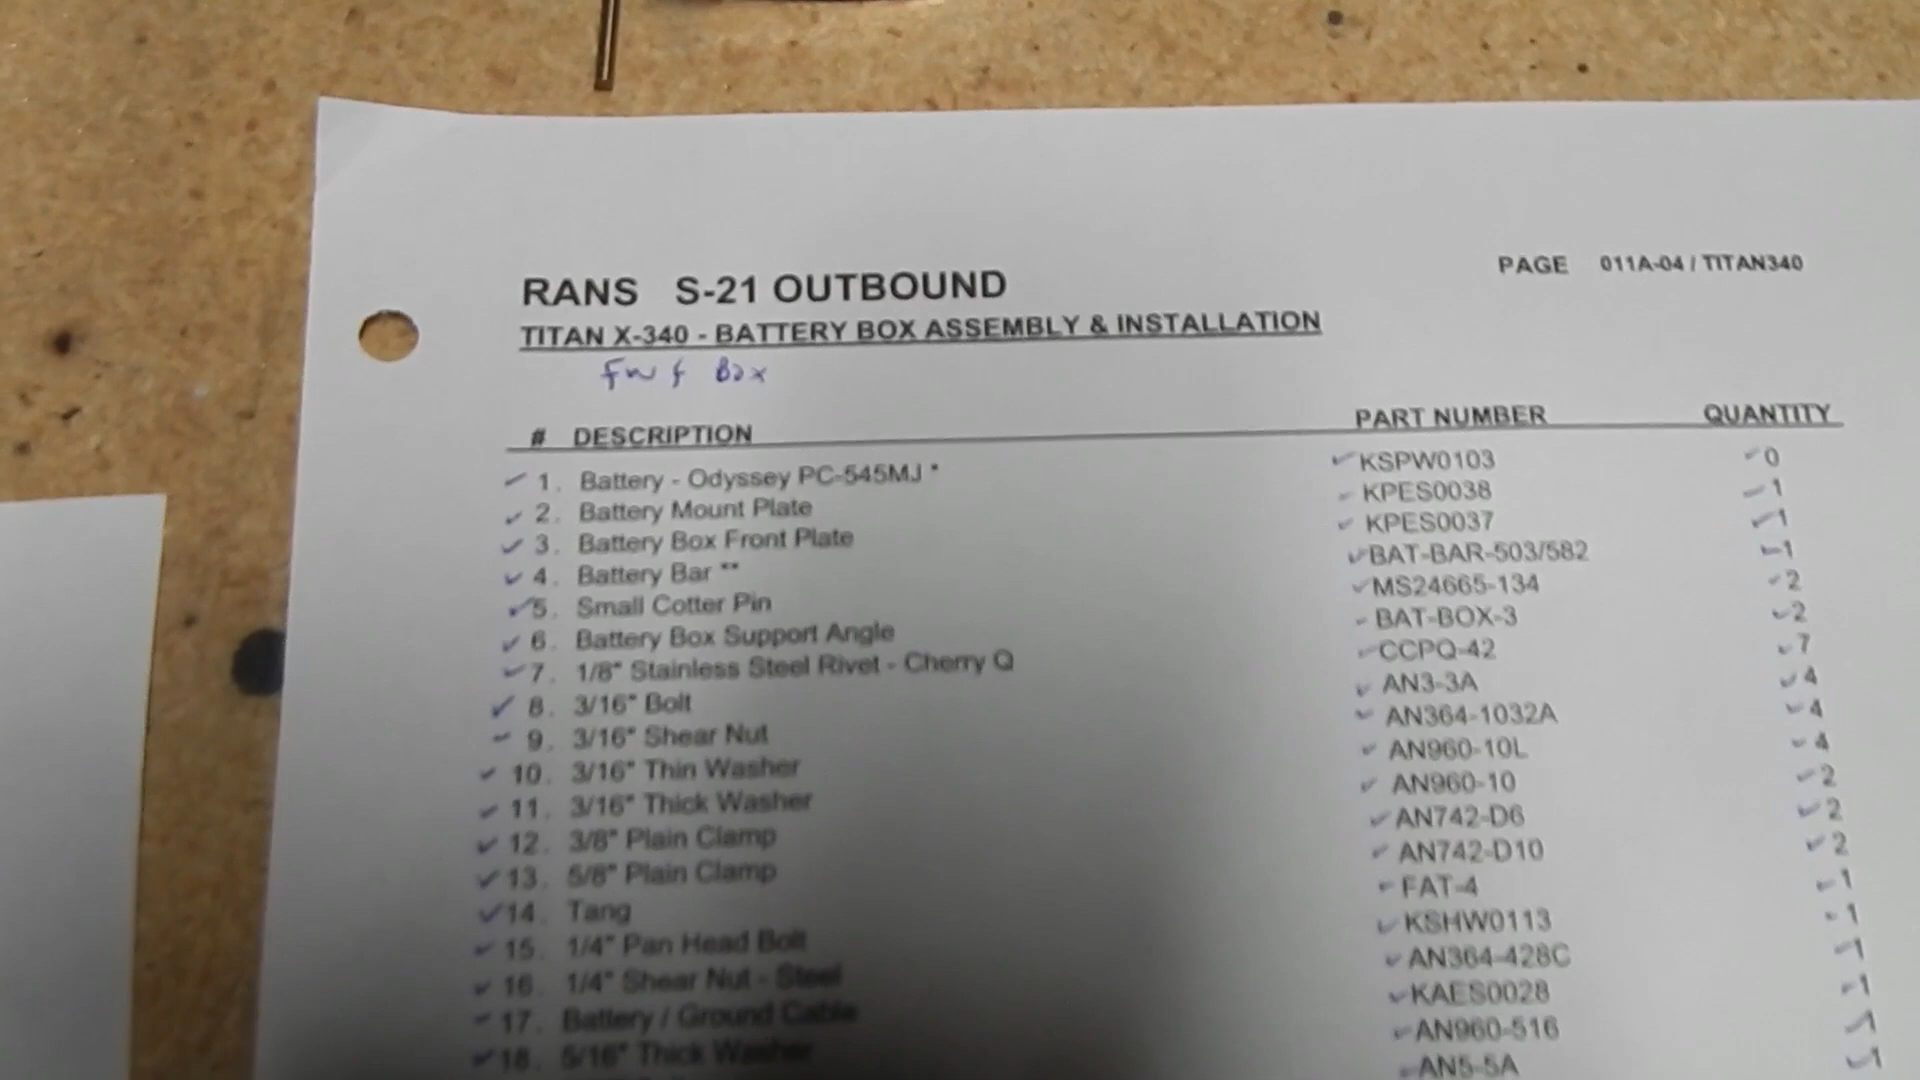 PAGE 011A-04 / TITAN340
RANS S-21 OUTBOUND
TITAN X-340 - BATTERY BOX ASSEMBLY & INSTALLATION
FWF Box
# DESCRIPTION PART NUMBER QUANTITY
✓ 1. Battery - Odyssey PC-545MJ * ✓ KSPW0103 ✓ 0
✓ 2. Battery Mount Plate ✓ KPES0038 ✓ 1
✓ 3. Battery Box Front Plate ✓ KPES0037 ✓ 1
✓ 4. Battery Bar ** ✓ BAT-BAR-503/582 ✓ 1
✓ 5. Small Cotter Pin ✓ MS24665-134 ✓ 2
✓ 6. Battery Box Support Angle ✓ BAT-BOX-3 ✓ 2
✓ 7. 1/8" Stainless Steel Rivet - Cherry Q ✓ CCPQ-42 ✓ 7
✓ 8. 3/16" Bolt ✓ AN3-3A ✓ 4
✓ 9. 3/16" Shear Nut ✓ AN364-1032A ✓ 4
✓ 10. 3/16" Thin Washer ✓ AN960-10L ✓ 4
✓ 11. 3/16" Thick Washer ✓ AN960-10 ✓ 2
✓ 12. 3/8" Plain Clamp ✓ AN742-D6 ✓ 2
✓ 13. 5/8" Plain Clamp ✓ AN742-D10 ✓ 2
✓ 14. Tang ✓ FAT-4 ✓ 1
✓ 15. 1/4" Pan Head Bolt ✓ KSHW0113 ✓ 1
✓ 16. 1/4" Shear Nut - Steel ✓ AN364-428C ✓ 1
✓ 17. Battery / Ground Cable ✓ KAES0028 ✓ 1
✓ 18. 5/16" Thick Washer ✓ AN960-516 ✓ 1
✓ AN5-5A ✓ 1